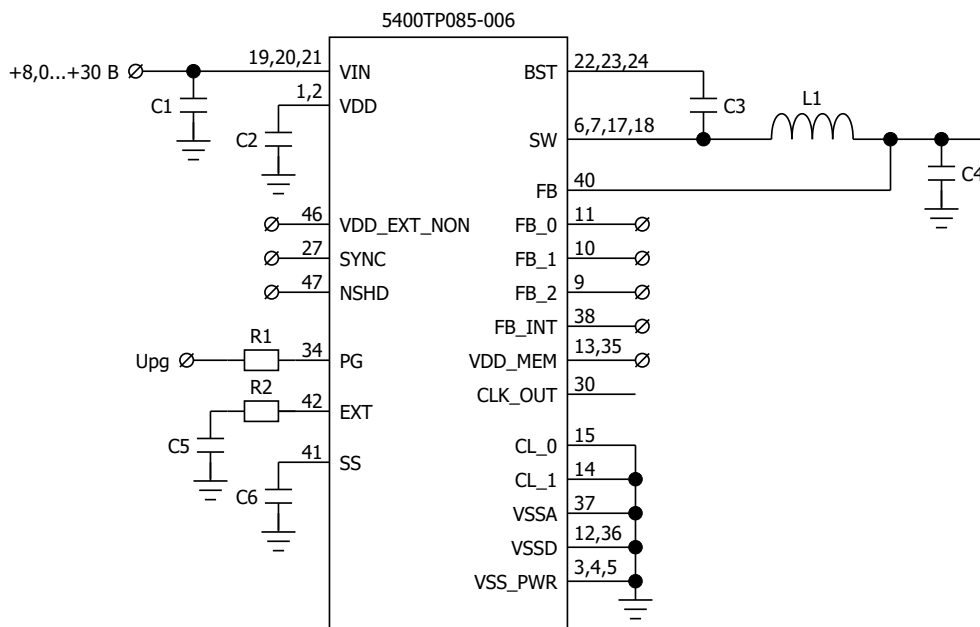 5400TP085-006
+8,0...+30 В
19,20,21
VIN
C1
1,2
VDD
C2
46
VDD_EXT_NON
27
SYNC
47
NSHD
Upg
R1
34
PG
R2
42
EXT
C5
41
SS
C6
BST
22,23,24
C3
L1
SW
6,7,17,18
C4
FB
40
FB_0
11
FB_1
10
FB_2
9
FB_INT
38
VDD_MEM
13,35
CLK_OUT
30
CL_0
15
CL_1
14
VSSA
37
VSSD
12,36
VSS_PWR
3,4,5